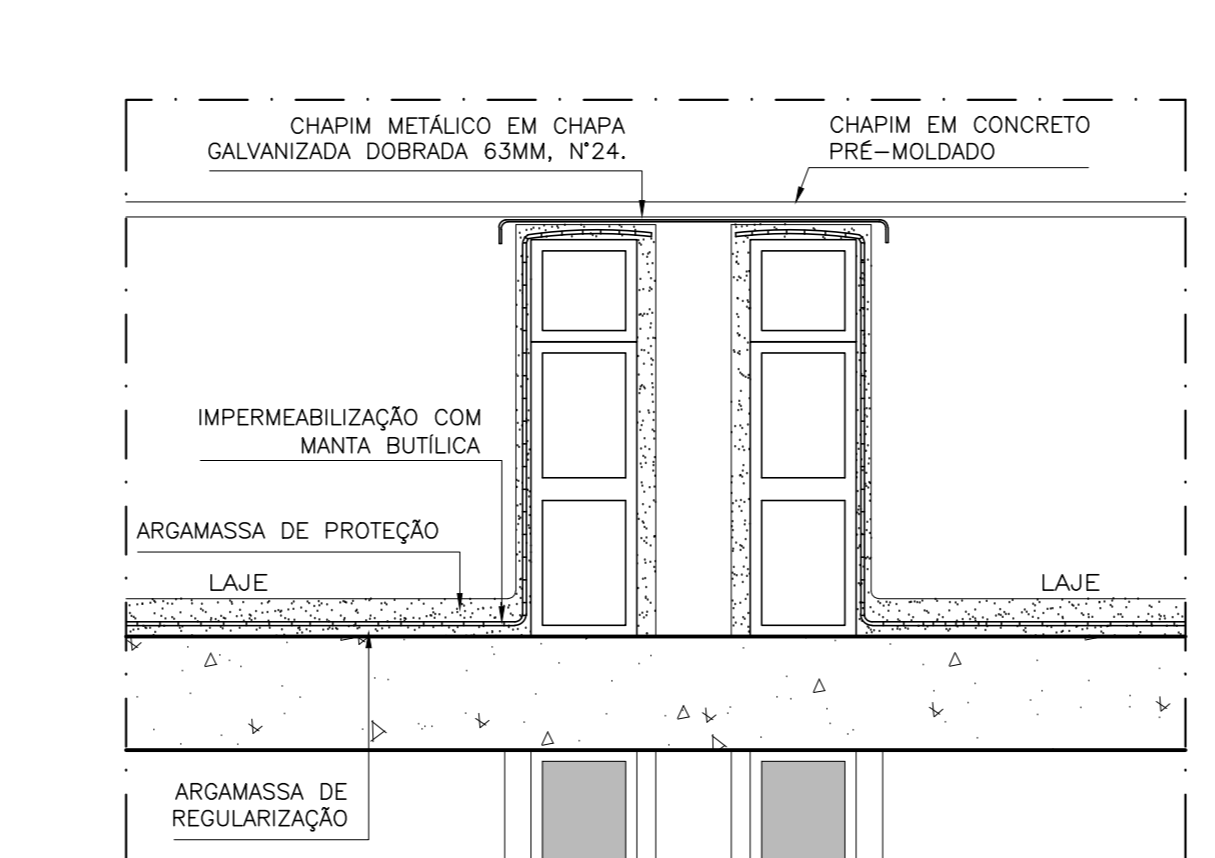 CHAPIM METÁLICO EM CHAPA
GALVANIZADA DOBRADA 63MM, N°24.
CHAPIM EM CONCRETO
PRÉ-MOLDADO
IMPERMEABILIZAÇÃO COM
MANTA BUTÍLICA
ARGAMASSA DE PROTEÇÃO
LAJE
LAJE
ARGAMASSA DE
REGULARIZAÇÃO